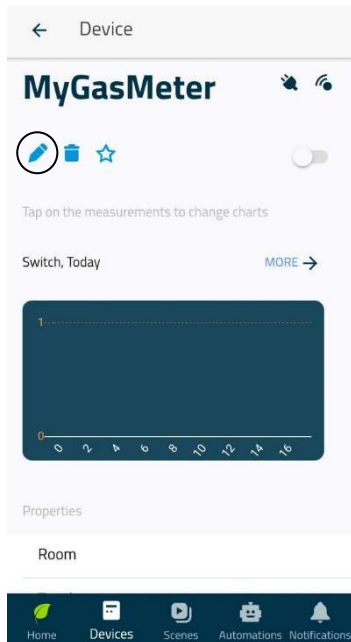 Device
MyGasMeter
Tap on the measurements to change charts
Switch, Today MORE
1
0
0 2 4 6 8 10 12 14 16
Properties
Room
Home Devices Scenes Automations Notifications